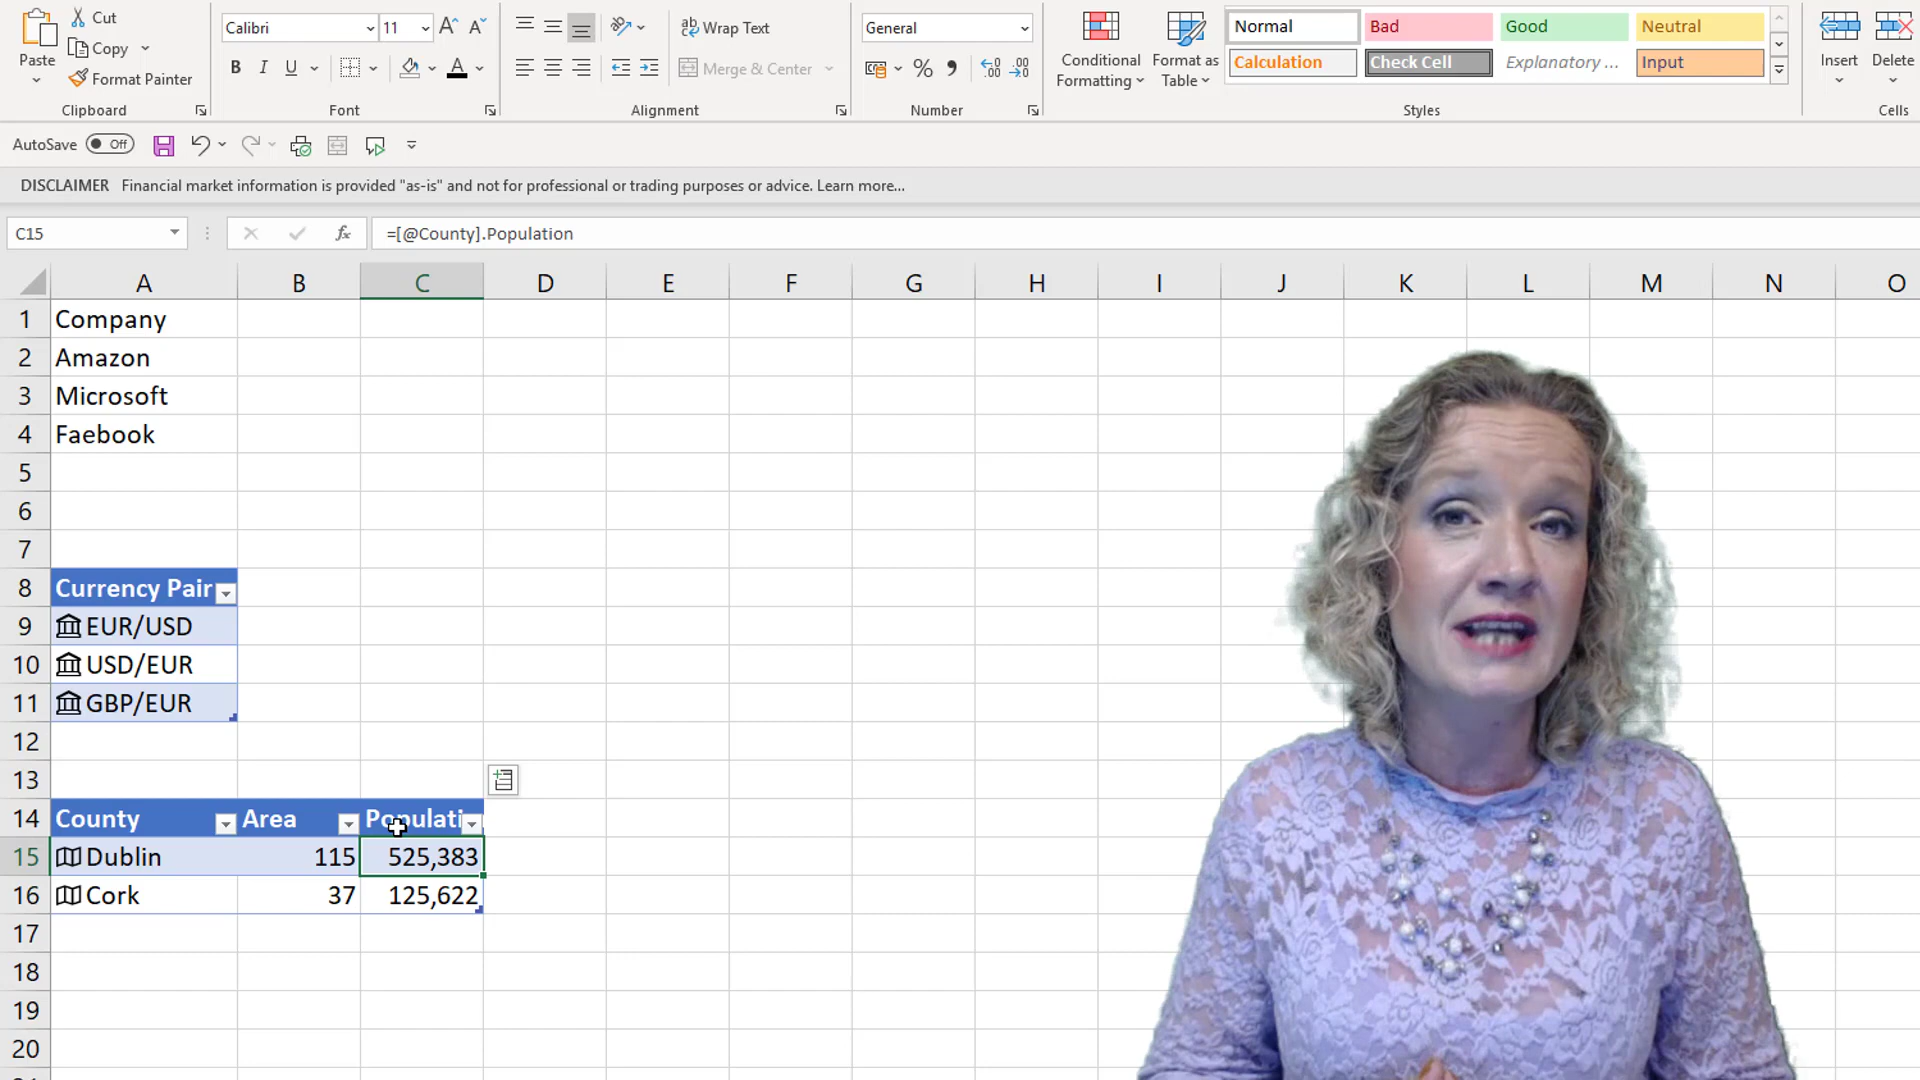 Cut
Copy
Format Painter
Paste
Clipboard
Calibri
11
B I U
Font
ab Wrap Text
Merge & Center
Alignment
General
% 
Number
Conditional Formatting
Format as Table
Normal Bad Good Neutral
Calculation Check Cell Explanatory ... Input
Styles
Insert
Delete
Cells
AutoSave Off
DISCLAIMER Financial market information is provided "as-is" and not for professional or trading purposes or advice. Learn more...
C15 fx =[@County].Population
A B C D E F G H I J K L M N O
1 Company
2 Amazon
3 Microsoft
4 Faebook
5
6
7
8 Currency Pair
9 EUR/USD
10 USD/EUR
11 GBP/EUR
12
13
14 County Area Populati
15 Dublin 115 525,383
16 Cork 37 125,622
17
18
19
20